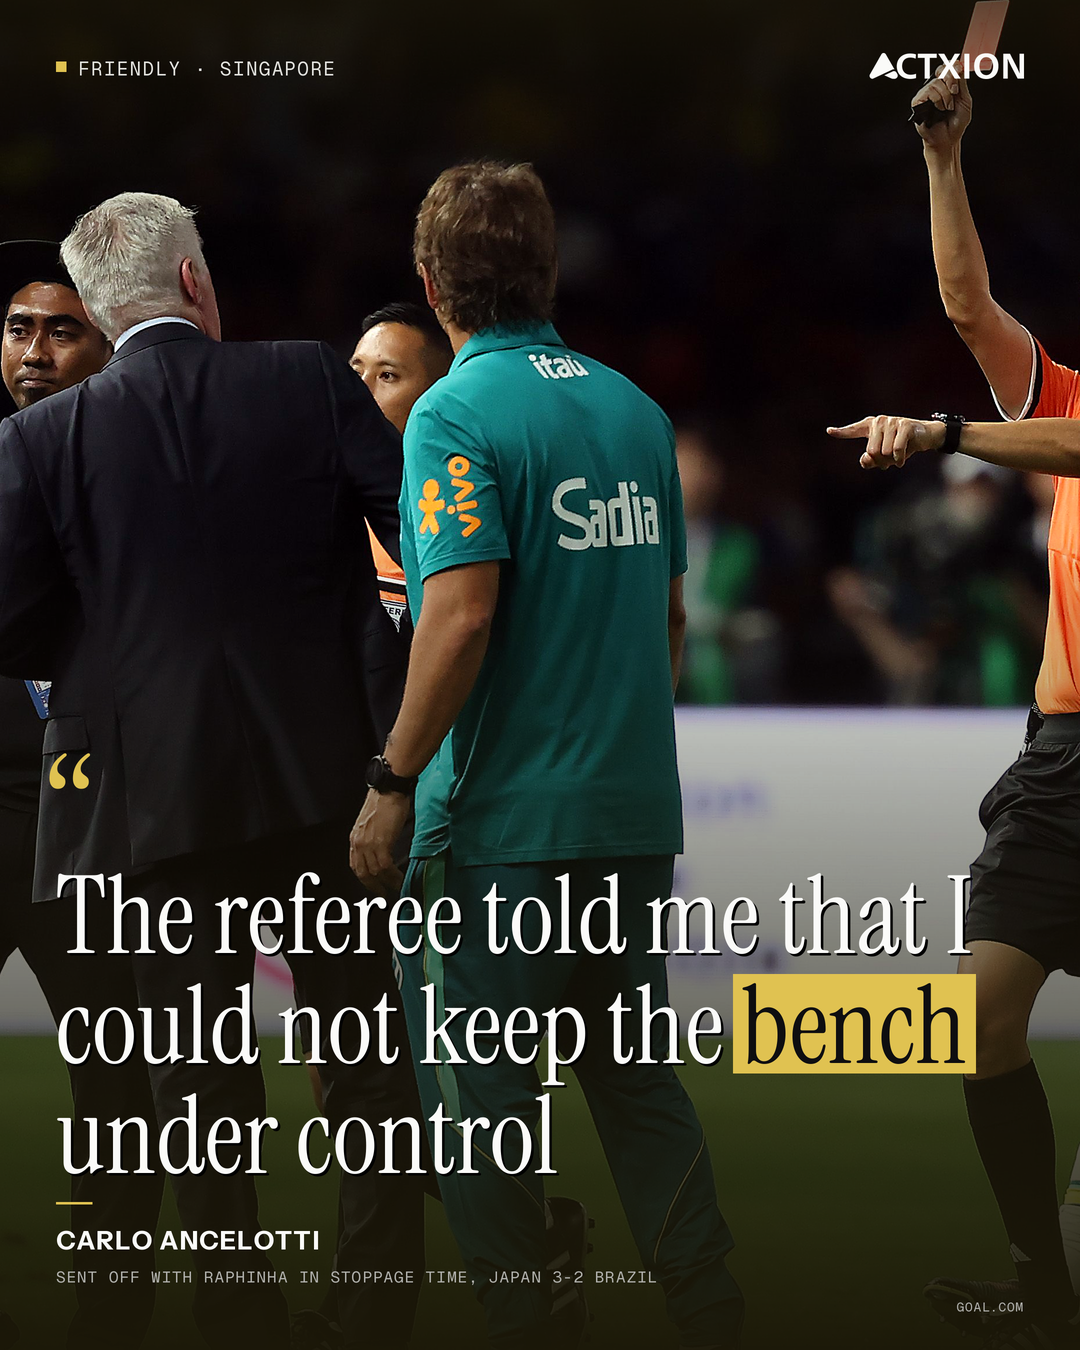 FRIENDLY · SINGAPORE
ACTXION
itaú
vivo
Sadia
“
The referee told me that I
could not keep the bench
under control
CARLO ANCELOTTI
SENT OFF WITH RAPHINHA IN STOPPAGE TIME, JAPAN 3-2 BRAZIL
GOAL.COM